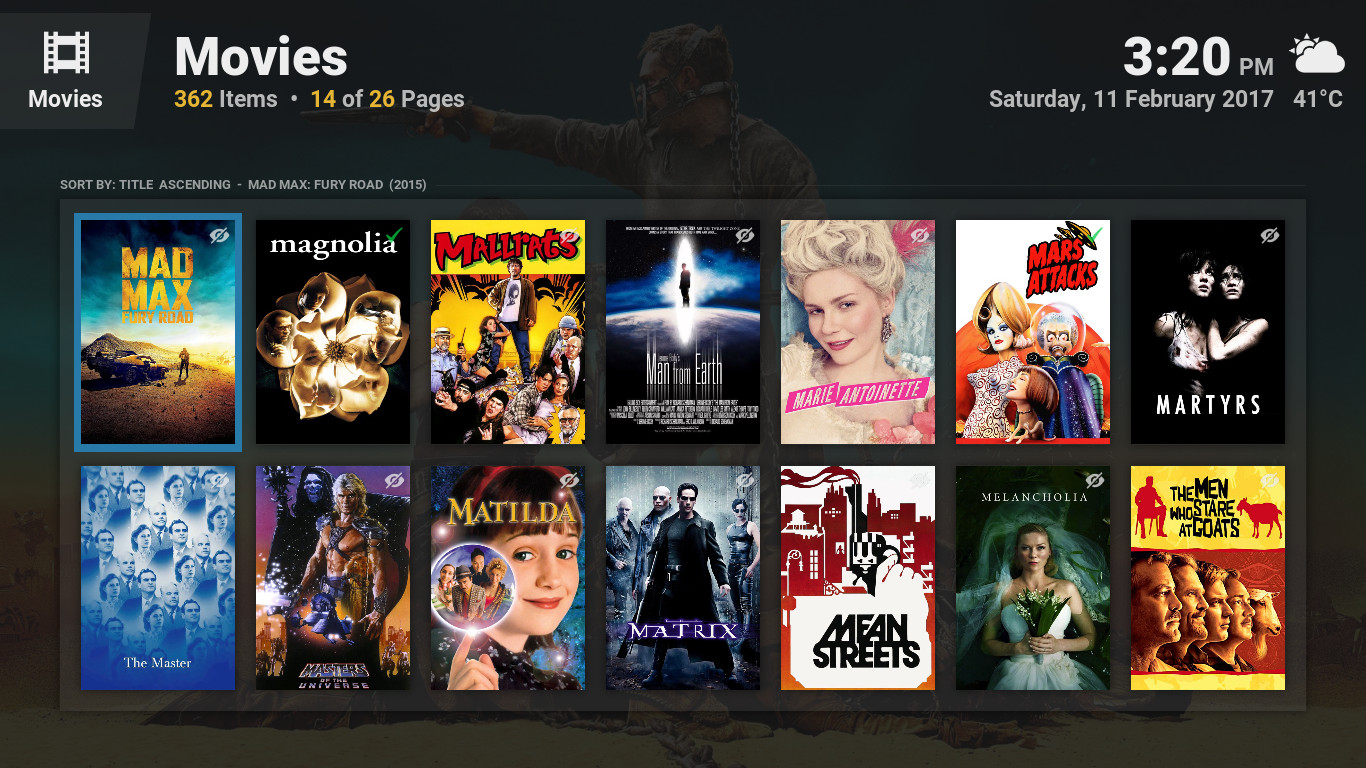 Movies
Movies
362 Items • 14 of 26 Pages
3:20 PM
Saturday, 11 February 2017 41°C
SORT BY: TITLE ASCENDING - MAD MAX: FURY ROAD (2015)
MAD
MAX
FURY ROAD
magnolia
MALLRATS
Man from Earth
MARIE ANTOINETTE
MARS
ATTACKS
MARTYRS
The Master
MASTERS
OF THE
UNIVERSE
MATILDA
MATRIX
MEAN
STREETS
MELANCHOLIA
THE MEN
WHO STARE
AT GOATS